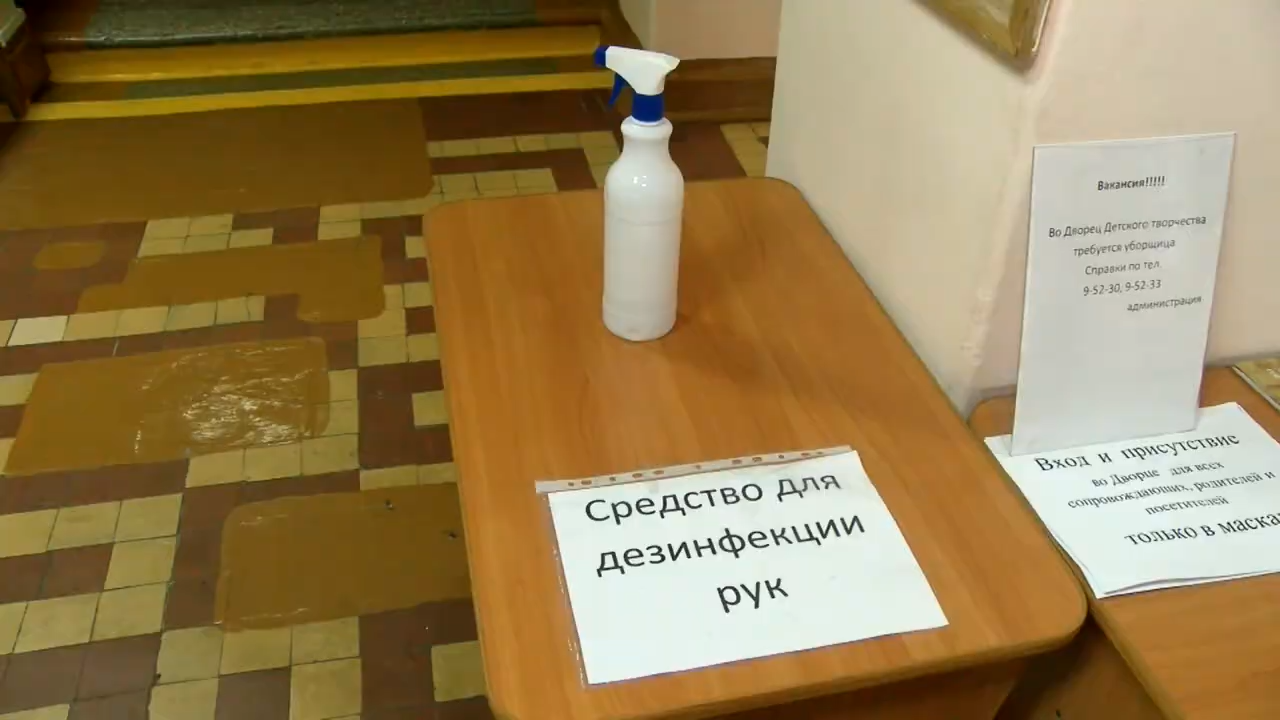 Средство для
дезинфекции
рук
Вакансия!!!!!
Во Дворец Детского творчества
требуется уборщица
Справки по тел.
9-52-30, 9-52-33
администрация
Вход и присутствие
во Дворце для всех
сопровождающих, родителей и
посетителей
только в маска